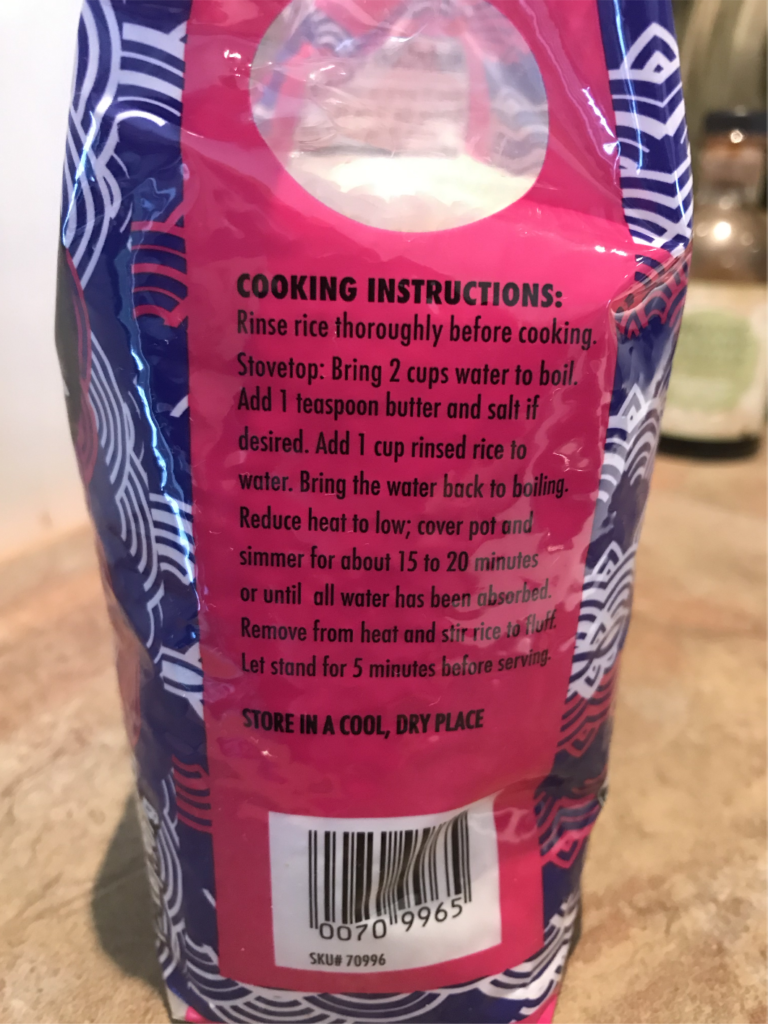 COOKING INSTRUCTIONS:
Rinse rice thoroughly before cooking.
Stovetop: Bring 2 cups water to boil.
Add 1 teaspoon butter and salt if
desired. Add 1 cup rinsed rice to
water. Bring the water back to boiling.
Reduce heat to low; cover pot and
simmer for about 15 to 20 minutes
or until all water has been absorbed.
Remove from heat and stir rice to fluff.
Let stand for 5 minutes before serving.
STORE IN A COOL, DRY PLACE
0070 9965
SKU# 70996